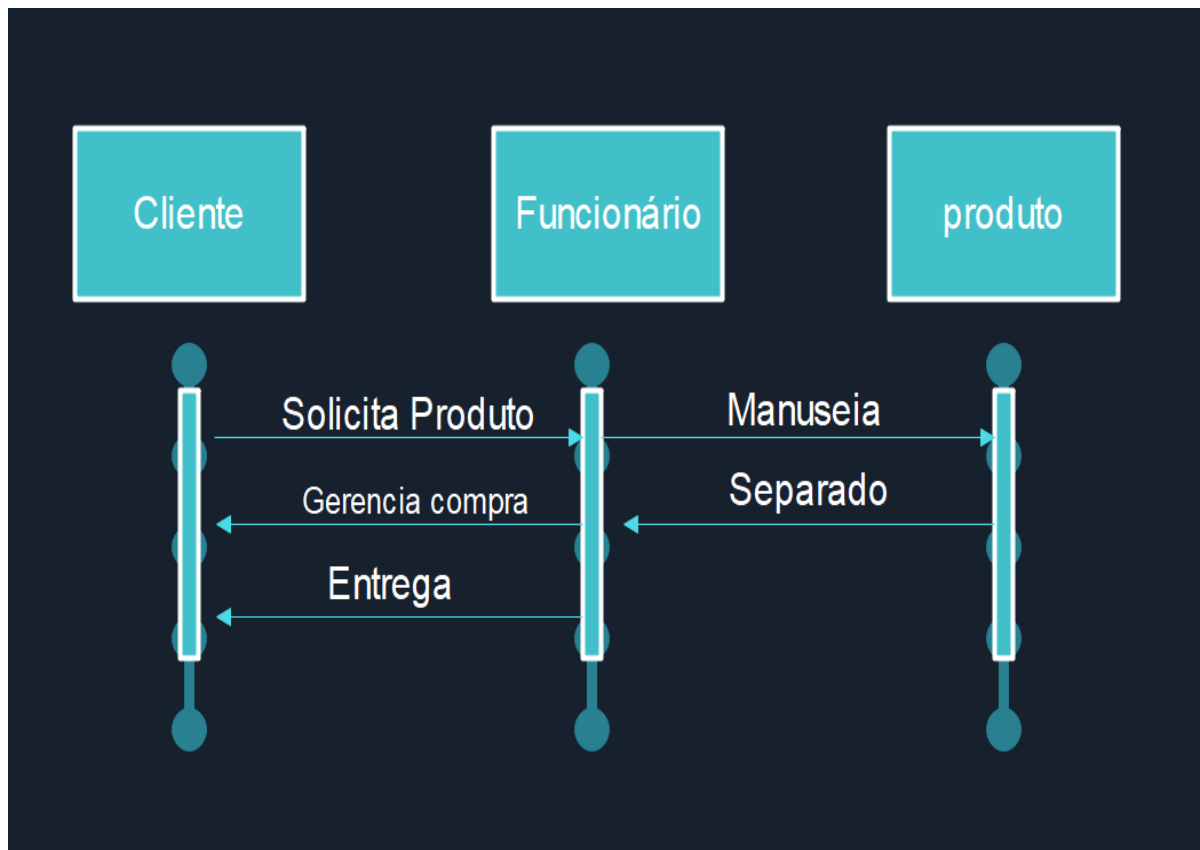 Cliente
Funcionário
produto
Solicita Produto
Manuseia
Gerencia compra
Separado
Entrega